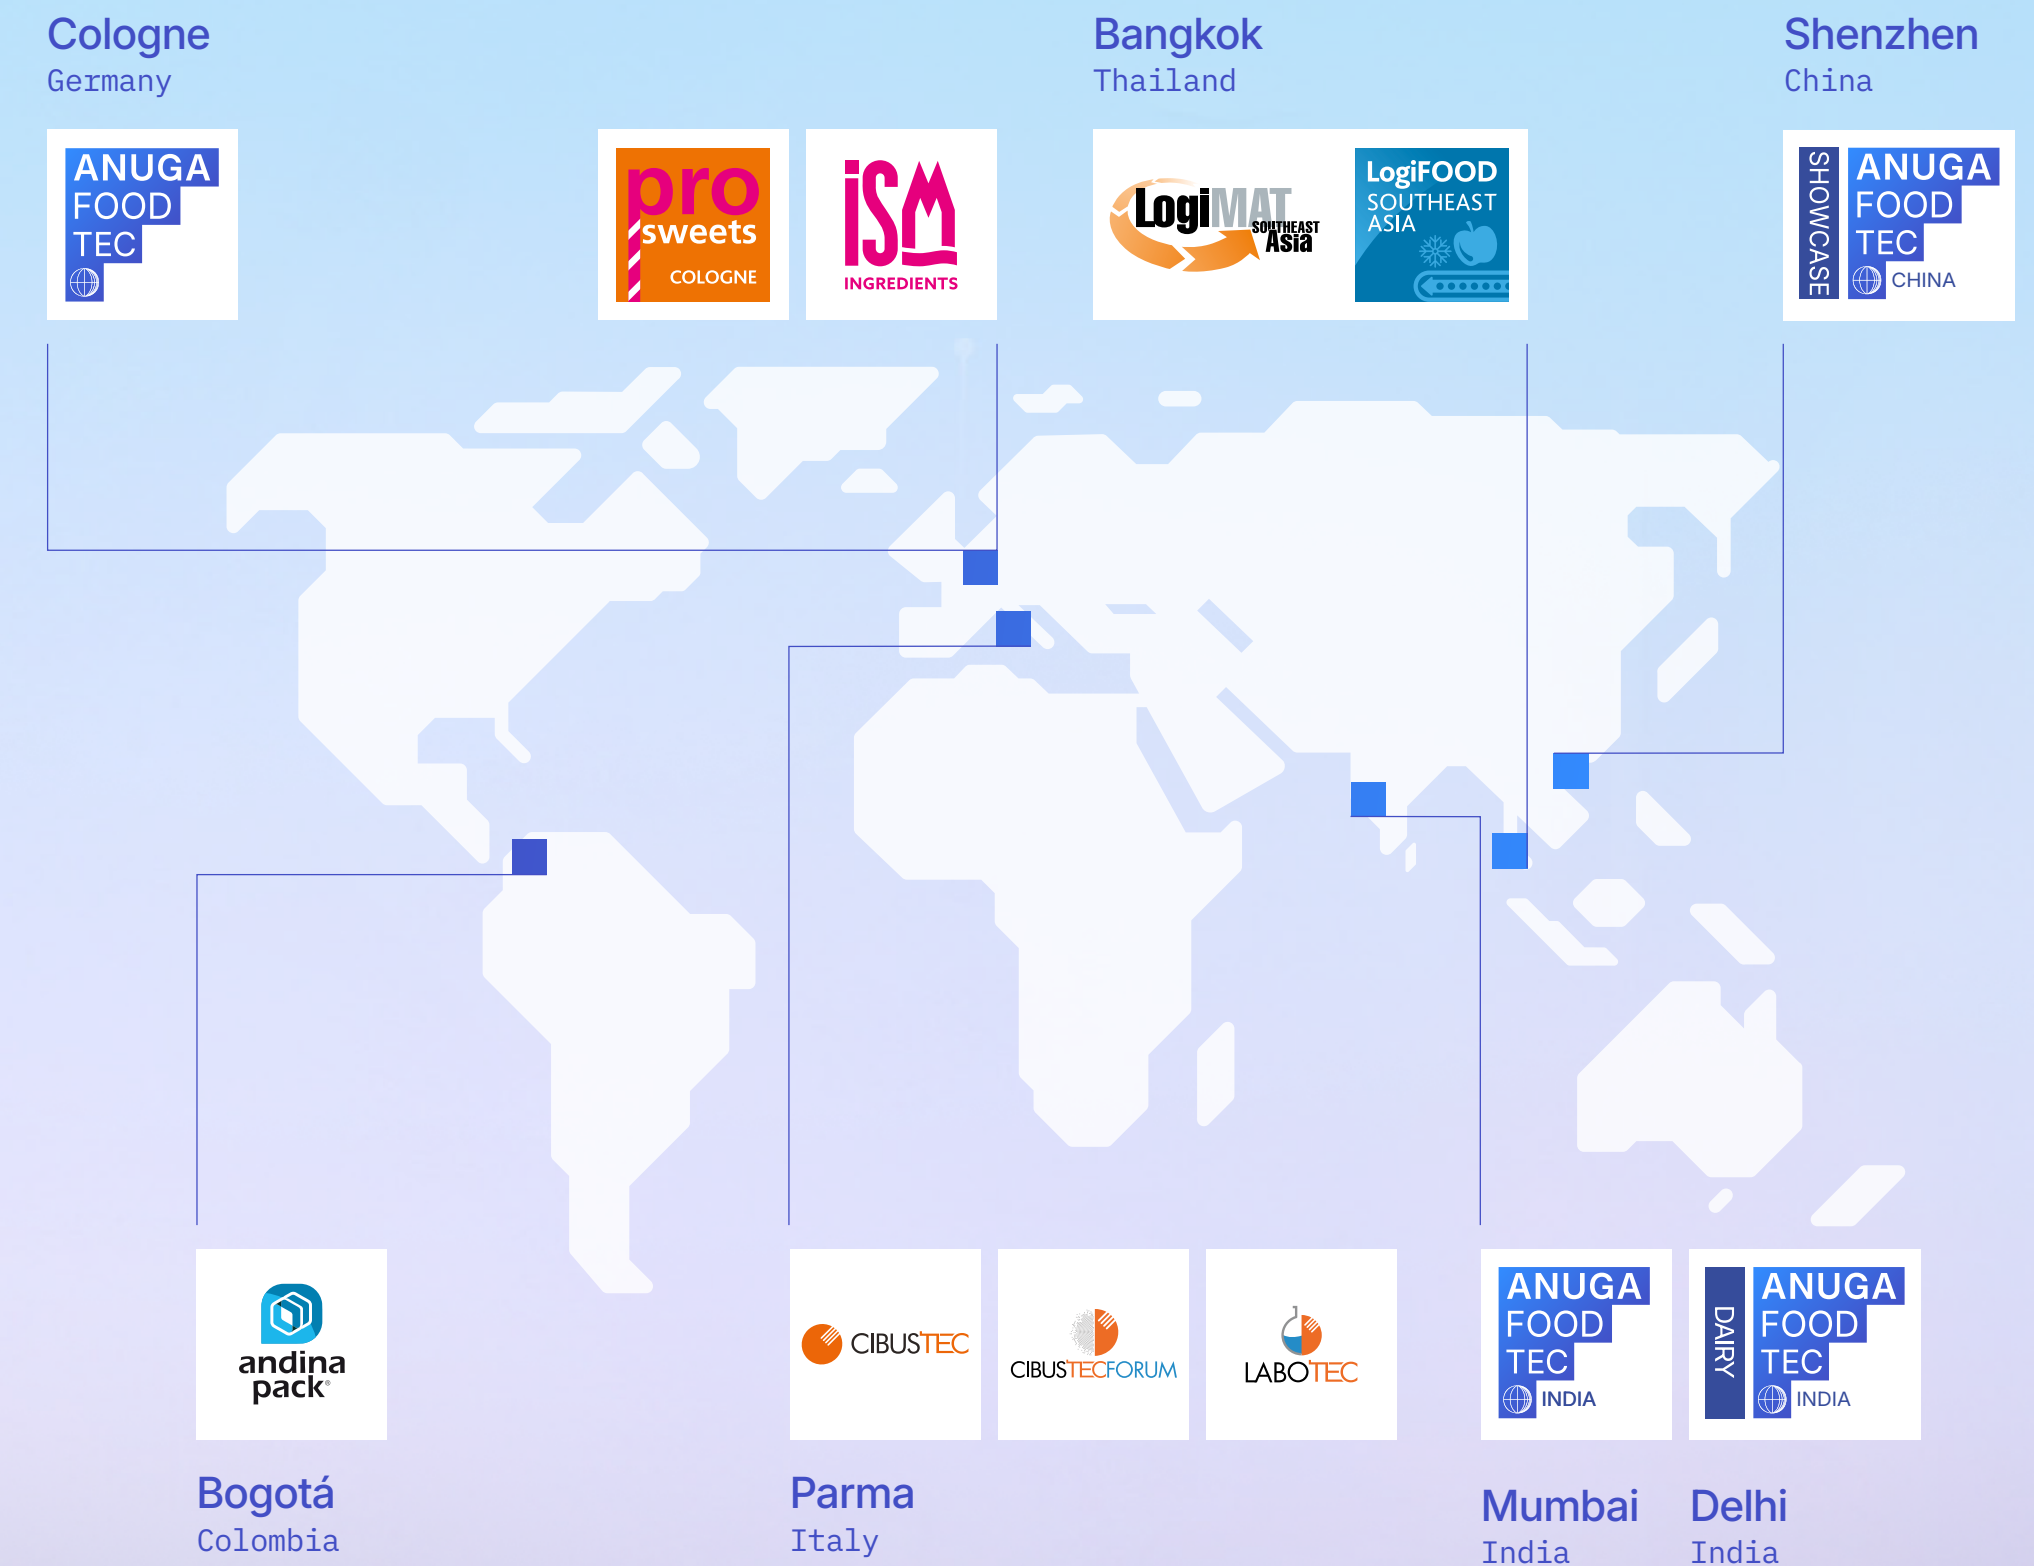 Cologne
Germany
ANUGA
FOOD
TEC
pro
sweets
COLOGNE
iSM
INGREDIENTS
Bangkok
Thailand
LogiMAT
SOUTHEAST
Asia
LogiFOOD
SOUTHEAST
ASIA
Shenzhen
China
SHOWCASE
ANUGA
FOOD
TEC
CHINA
andina
pack®
Bogotá
Colombia
CIBUSTEC
CIBUSTECFORUM
LABOTEC
Parma
Italy
ANUGA
FOOD
TEC
INDIA
Mumbai
India
DAIRY
ANUGA
FOOD
TEC
INDIA
Delhi
India